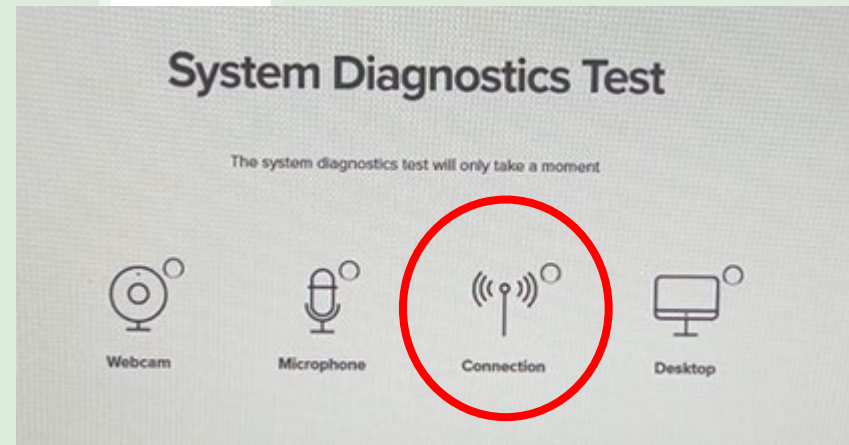 System Diagnostics Test
The system diagnostics test will only take a moment
Webcam
Microphone
Connection
Desktop